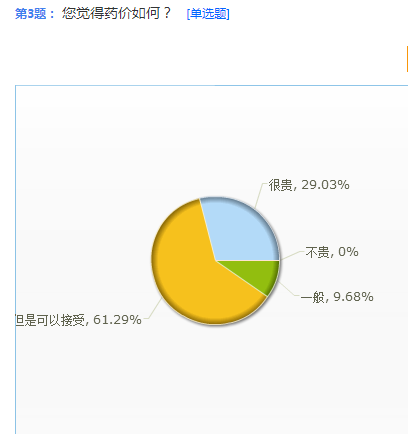 第3题： 您觉得药价如何？ [单选题]
很贵, 29.03%
不贵, 0%
一般, 9.68%
但是可以接受, 61.29%